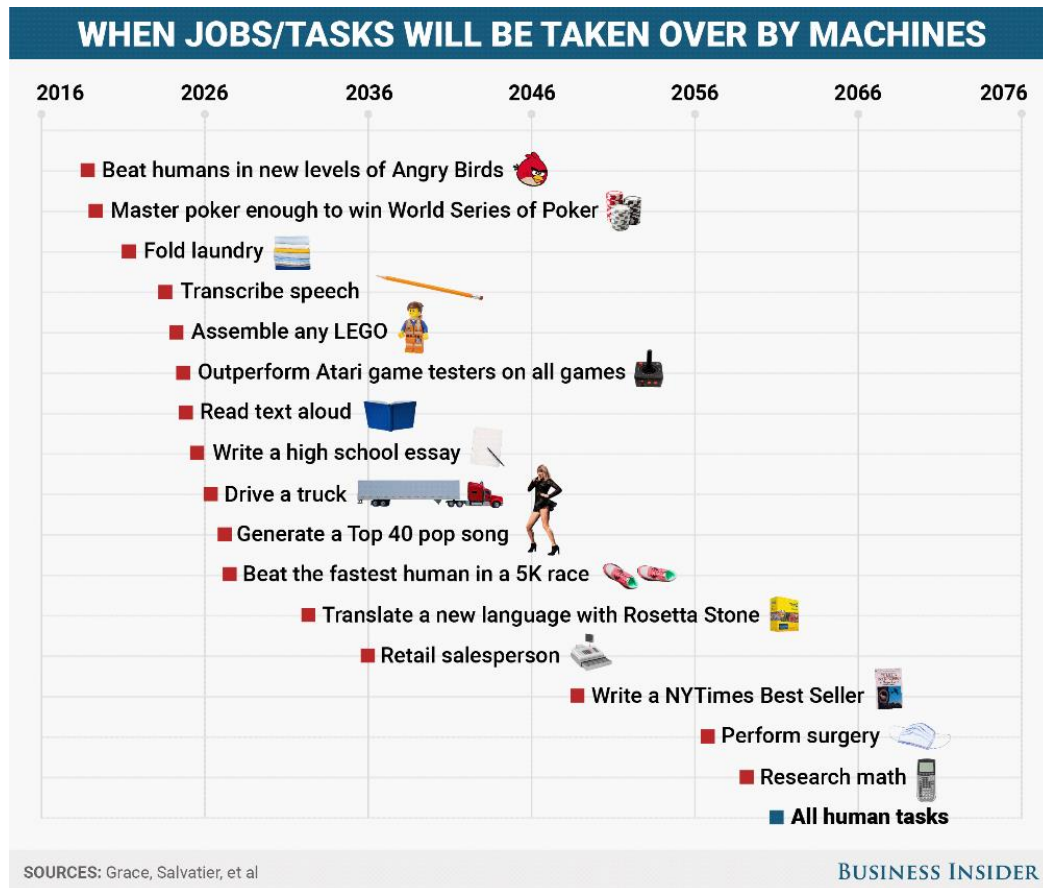 WHEN JOBS/TASKS WILL BE TAKEN OVER BY MACHINES
2016 2026 2036 2046 2056 2066 2076
Beat humans in new levels of Angry Birds
Master poker enough to win World Series of Poker
Fold laundry
Transcribe speech
Assemble any LEGO
Outperform Atari game testers on all games
Read text aloud
Write a high school essay
Drive a truck
Generate a Top 40 pop song
Beat the fastest human in a 5K race
Translate a new language with Rosetta Stone
Retail salesperson
Write a NYTimes Best Seller
Perform surgery
Research math
All human tasks
SOURCES: Grace, Salvatier, et al
BUSINESS INSIDER